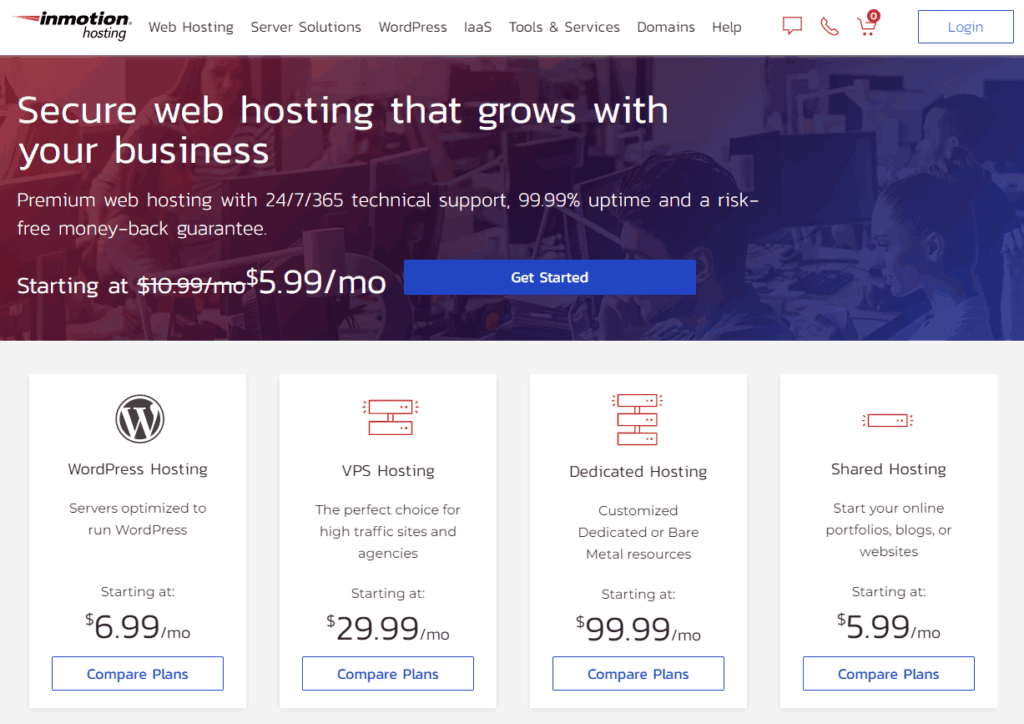 inmotion
hosting
Web Hosting Server Solutions WordPress IaaS Tools & Services Domains Help 0 Login
Secure web hosting that grows with
your business
Premium web hosting with 24/7/365 technical support, 99.99% uptime and a risk-
free money-back guarantee.
Starting at $10.99/mo $5.99/mo Get Started
WordPress Hosting
Servers optimized to
run WordPress
Starting at:
$6.99/mo
Compare Plans
VPS Hosting
The perfect choice for
high traffic sites and
agencies
Starting at:
$29.99/mo
Compare Plans
Dedicated Hosting
Customized
Dedicated or Bare
Metal resources
Starting at:
$99.99/mo
Compare Plans
Shared Hosting
Start your online
portfolios, blogs, or
websites
Starting at:
$5.99/mo
Compare Plans